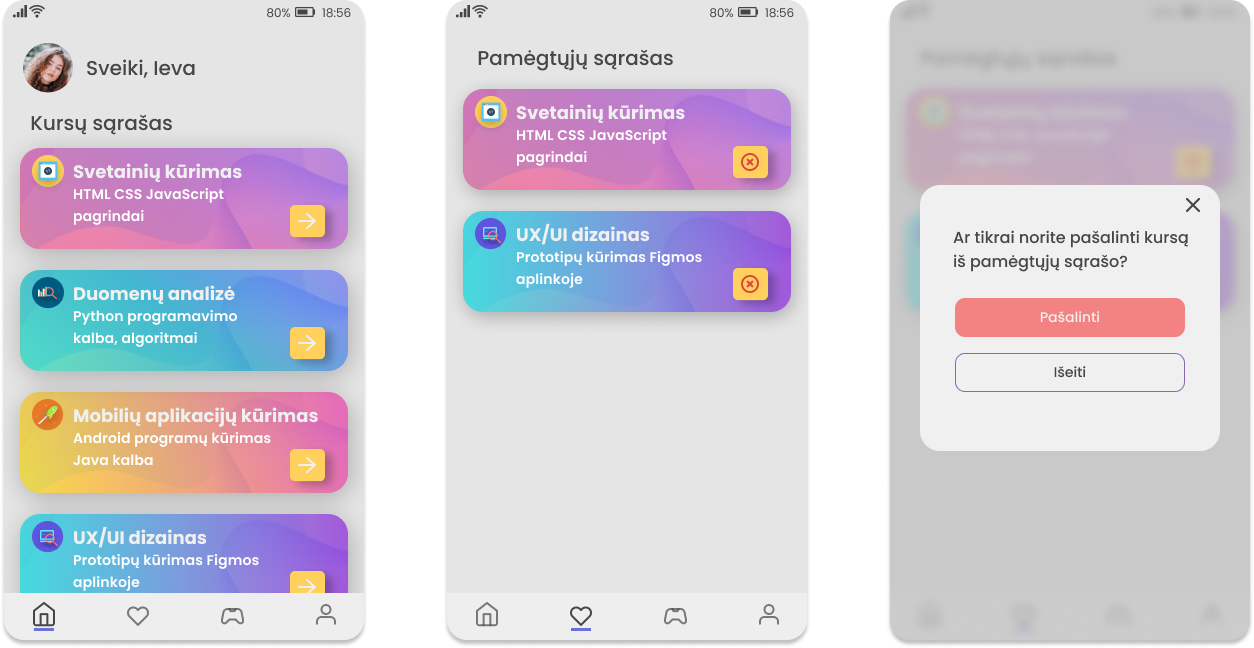 80% 18:56
Sveiki, Ieva
Kursų sąrašas
Svetainių kūrimas
HTML CSS JavaScript
pagrindai
Duomenų analizė
Python programavimo
kalba, algoritmai
Mobilių aplikacijų kūrimas
Android programų kūrimas
Java kalba
UX/UI dizainas
Prototipų kūrimas Figmos
aplinkoje
80% 18:56
Pamėgtųjų sąrašas
Svetainių kūrimas
HTML CSS JavaScript
pagrindai
UX/UI dizainas
Prototipų kūrimas Figmos
aplinkoje
Pamėgtųjų sąrašas
Ar tikrai norite pašalinti kursą
iš pamėgtųjų sąrašo?
Pašalinti
Išeiti